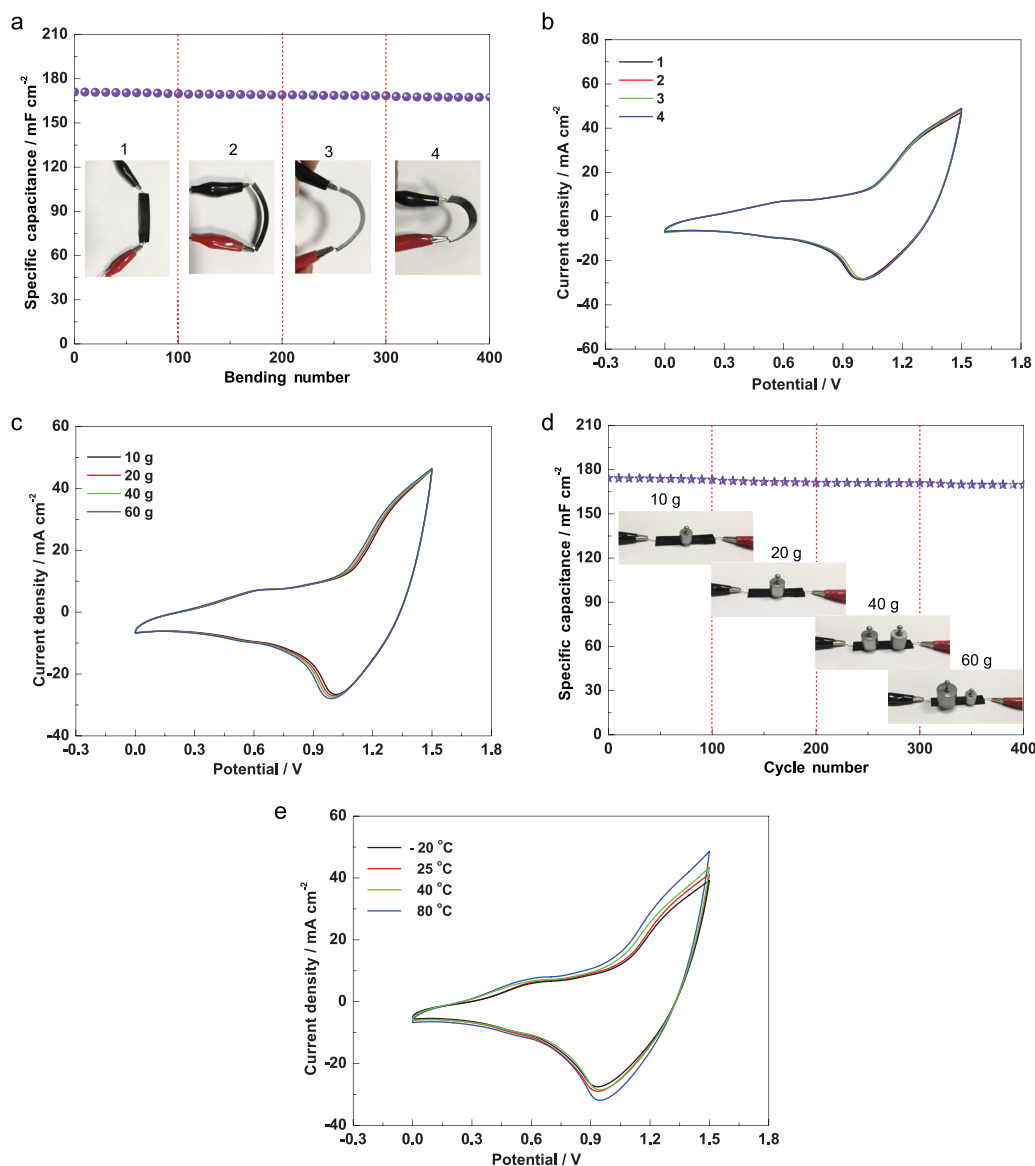 a
Specific capacitance / mF cm-2
210
180
150
120
90
60
30
0
1
2
3
4
0
100
200
300
400
Bending number
b
Current density / mA cm-2
80
60
40
20
0
-20
-40
-60
1
2
3
4
-0.3
0.0
0.3
0.6
0.9
1.2
1.5
1.8
Potential / V
c
Current density / mA cm-2
60
40
20
0
-20
-40
10 g
20 g
40 g
60 g
-0.3
0.0
0.3
0.6
0.9
1.2
1.5
1.8
Potential / V
d
Specific capacitance / mF cm-2
210
180
150
120
90
60
30
0
10 g
20 g
40 g
60 g
0
100
200
300
400
Cycle number
e
Current density / mA cm-2
60
40
20
0
-20
-40
- 20 °C
25 °C
40 °C
80 °C
-0.3
0.0
0.3
0.6
0.9
1.2
1.5
1.8
Potential / V